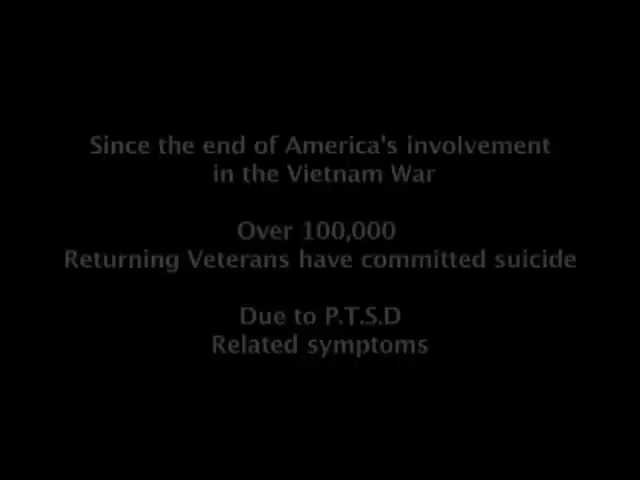 Since the end of America's involvement
in the Vietnam War
Over 100,000
Returning Veterans have committed suicide
Due to P.T.S.D
Related symptoms